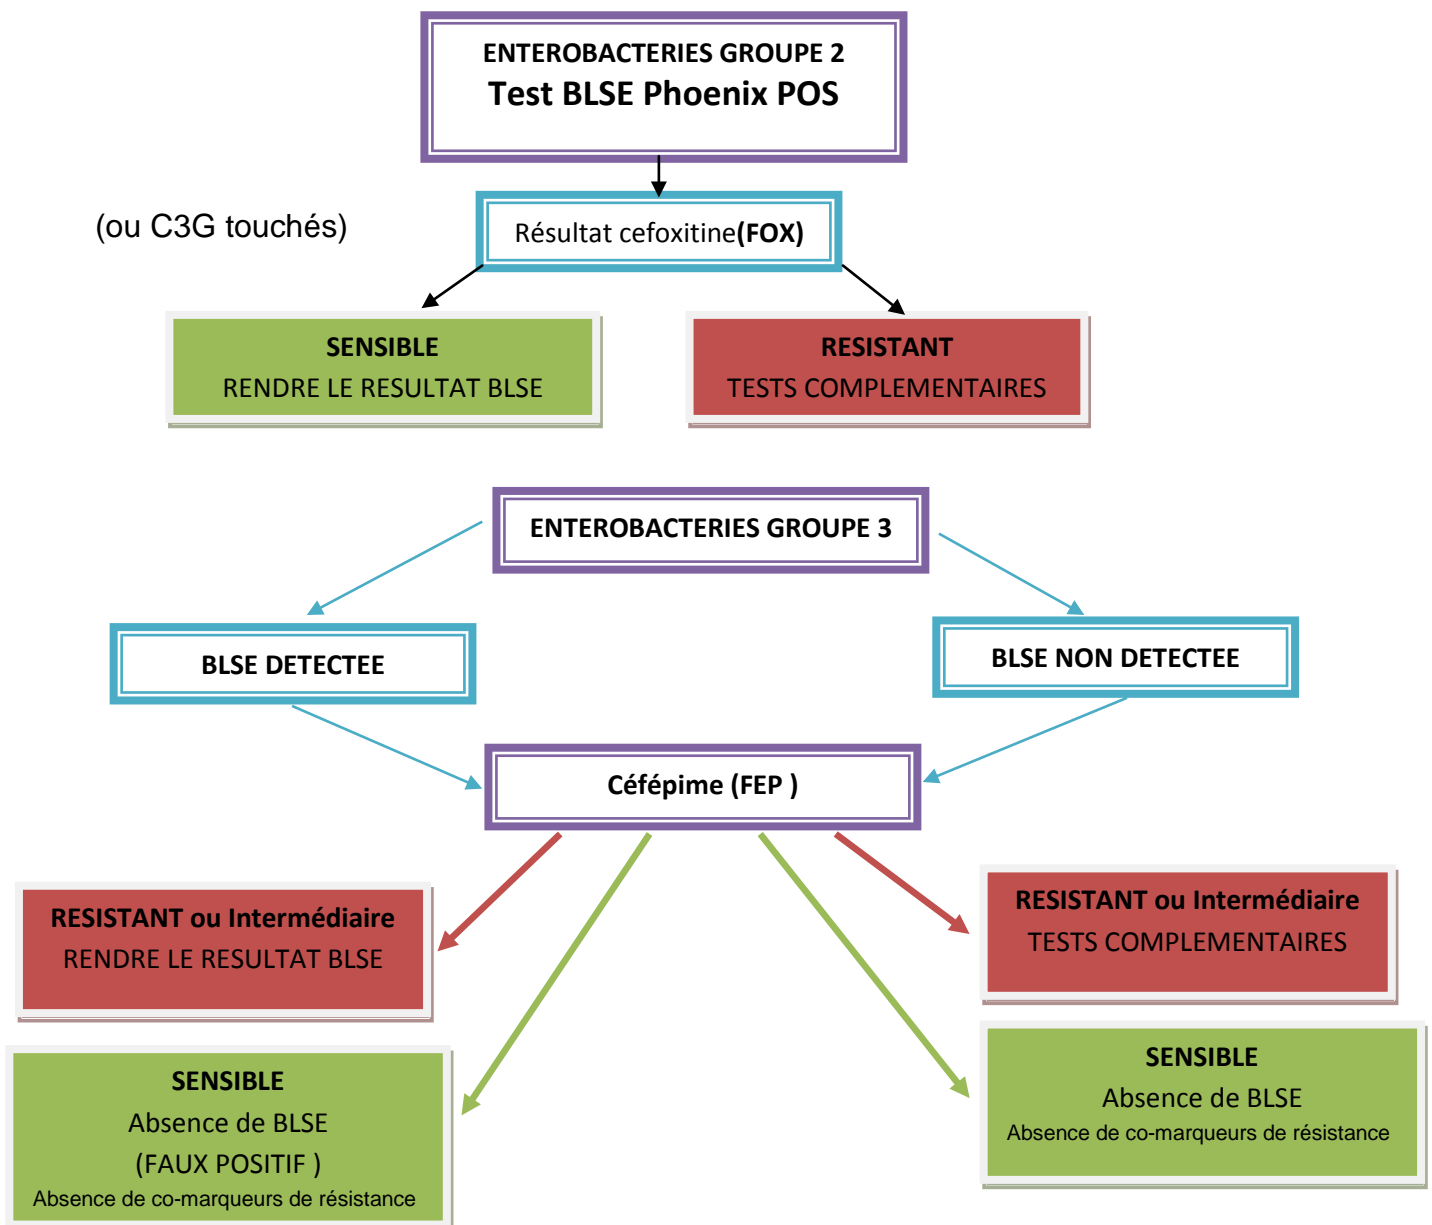 ENTEROBACTERIES GROUPE 2
Test BLSE Phoenix POS
(ou C3G touchés)
Résultat cefoxitine(FOX)
SENSIBLE
RENDRE LE RESULTAT BLSE
RESISTANT
TESTS COMPLEMENTAIRES
ENTEROBACTERIES GROUPE 3
BLSE DETECTEE
BLSE NON DETECTEE
Céfépime (FEP )
RESISTANT ou Intermédiaire
RENDRE LE RESULTAT BLSE
RESISTANT ou Intermédiaire
TESTS COMPLEMENTAIRES
SENSIBLE
Absence de BLSE
(FAUX POSITIF )
Absence de co-marqueurs de résistance
SENSIBLE
Absence de BLSE
Absence de co-marqueurs de résistance